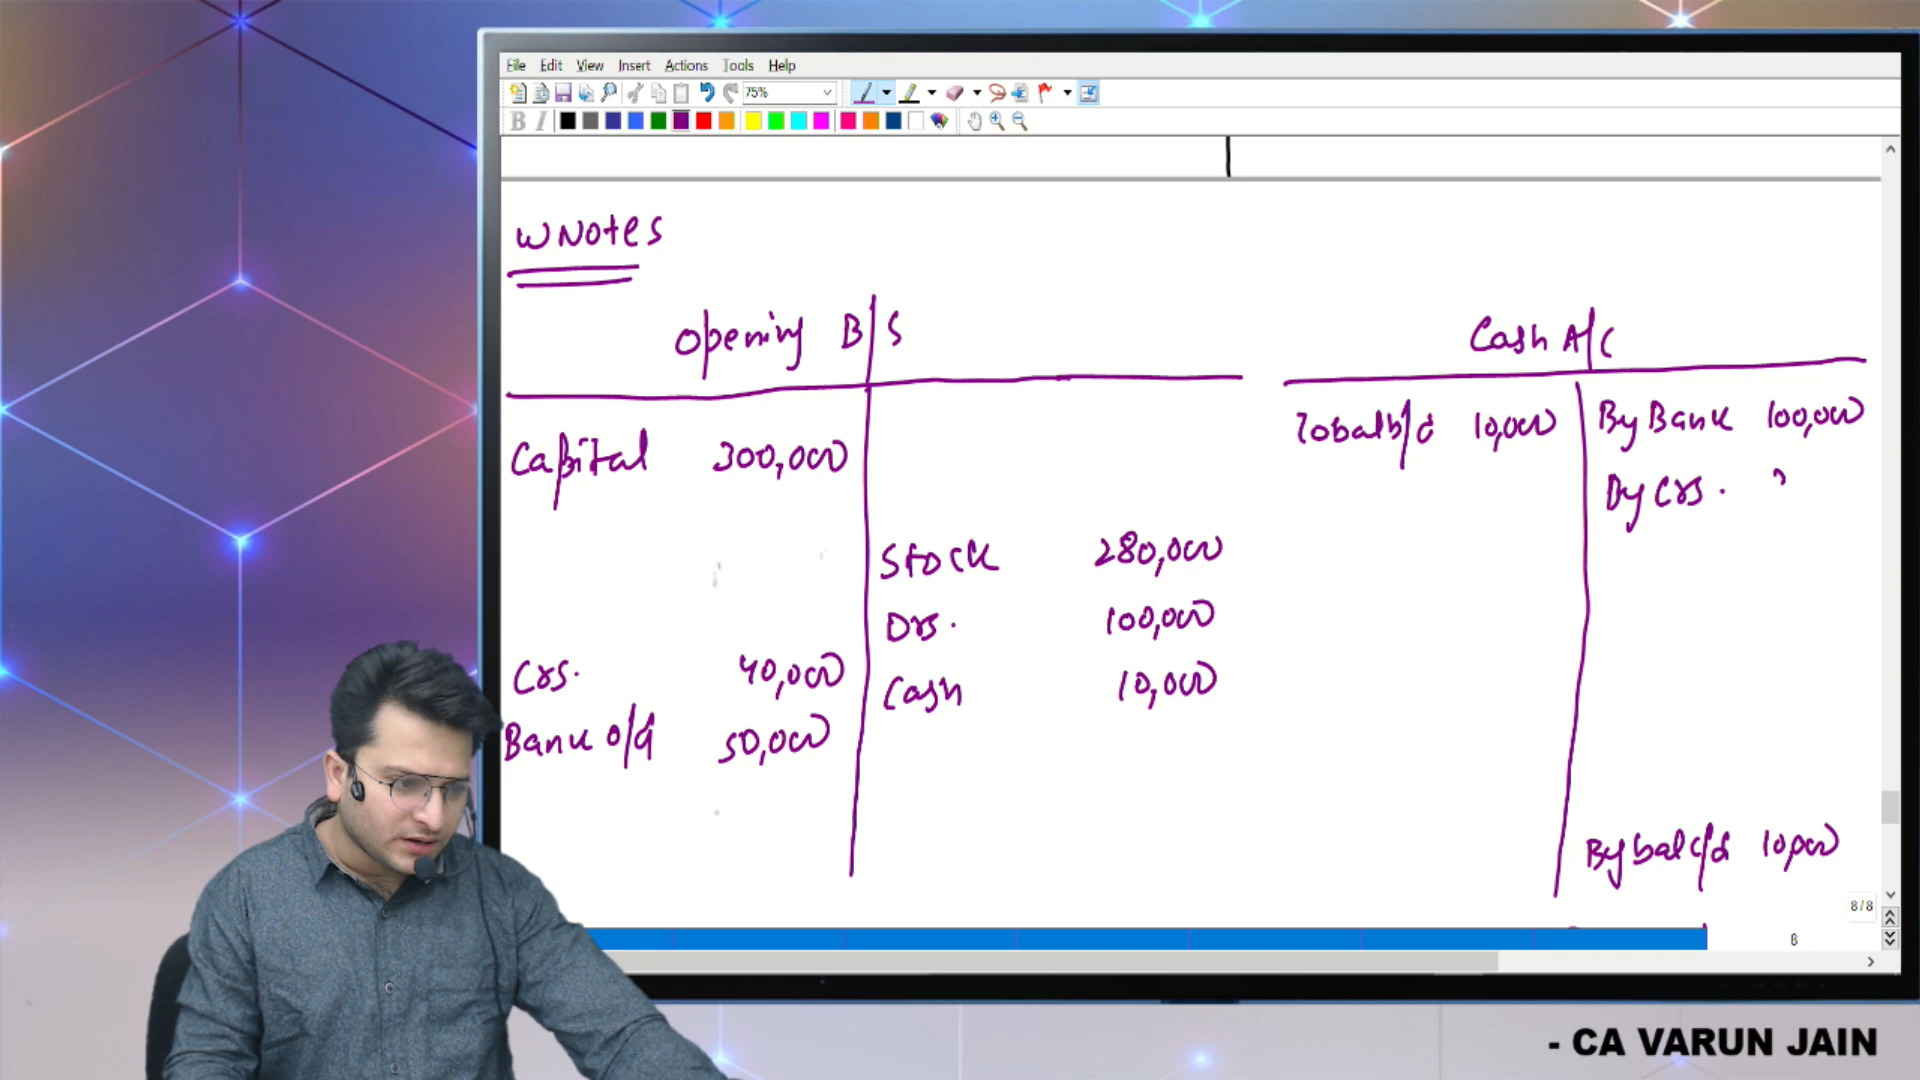 File Edit View Insert Actions Tools Help
75%
B I
W Notes
Opening B/S
Capital 300,000
Stock 280,000
Drs. 100,000
Crs. 40,000
Cash 10,000
Bank O/d 50,000
Cash A/C
To bal b/d 10,000
By Bank 100,000
By Crs. ?
By bal c/d 10,000
8/8
8
- CA VARUN JAIN